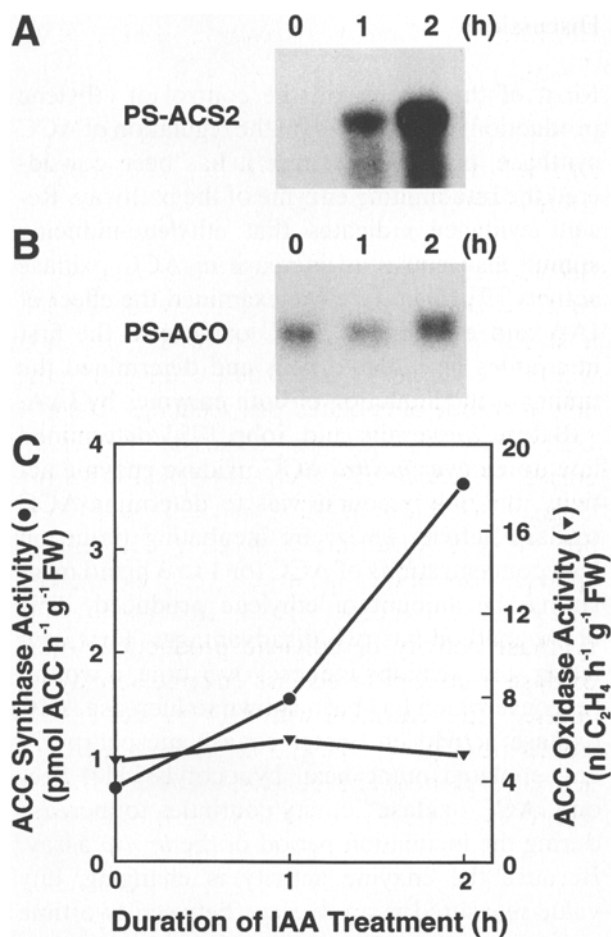 A
0 1 2 (h)
PS-ACS2
B
0 1 2 (h)
PS-ACO
C
ACC Synthase Activity (●)
(pmol ACC·h⁻¹·g⁻¹ FW)
4
3
2
1
0
20
16
12
8
4
0
ACC Oxidase Activity (▼)
(nl C₂H₄·h⁻¹·g⁻¹ FW)
0 1 2
Duration of IAA Treatment (h)